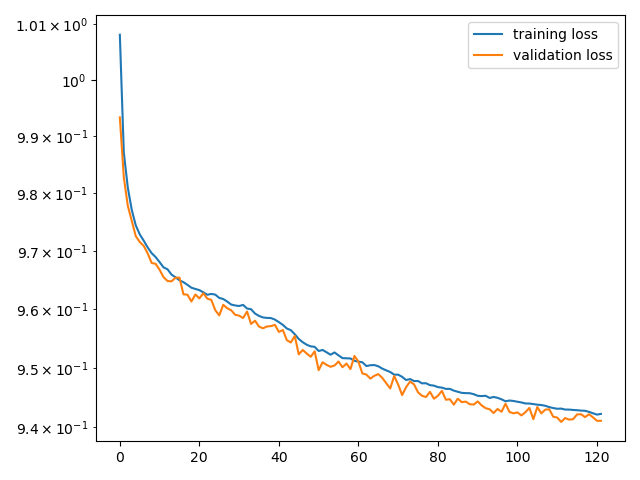 1.01 × 10⁰
10⁰
9.9 × 10⁻¹
9.8 × 10⁻¹
9.7 × 10⁻¹
9.6 × 10⁻¹
9.5 × 10⁻¹
9.4 × 10⁻¹
training loss
validation loss
0 20 40 60 80 100 120